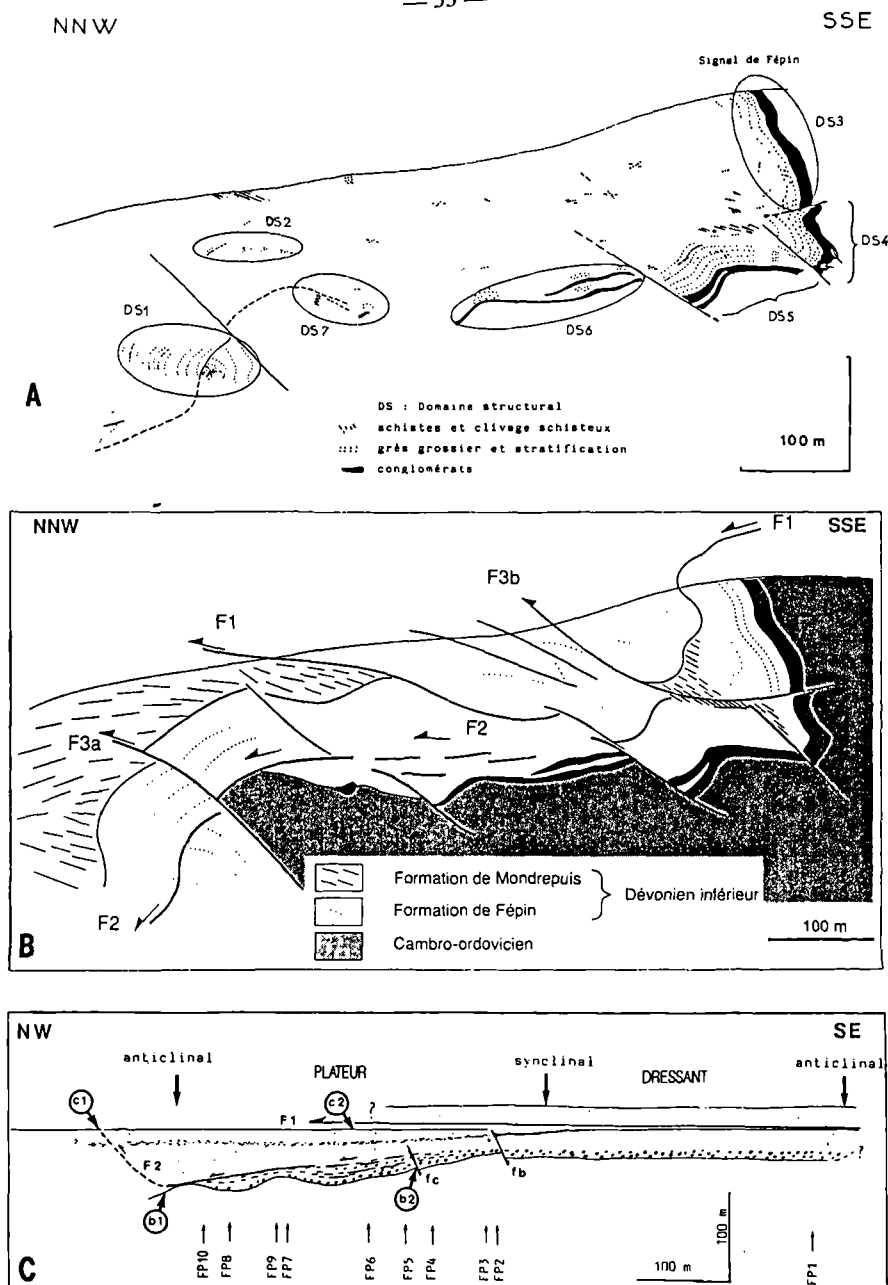 — 55 —
NNW SSE
Signal de Fépin
DS3
DS4
DS2
DS1
DS7
DS6
DS5
A
DS : Domaine structural
schistes et clivage schisteux
grès grossier et stratification
conglomérats
100 m
100 m
NNW SSE
F1
F3b
F1
F2
F3a
F2
Formation de Mondrepuis
Formation de Fépin
Dévonien inférieur
Cambro-ordovicien
B
100 m
NW SE
anticlinal PLATEUR synclinal DRESSANT anticlinal
c1
c2
?
F1
?
F2
fc
fb
?
b1
b2
FP10
FP8
FP9
FP7
FP6
FP5
FP4
FP3
FP2
FP1
100 m
100 m
C